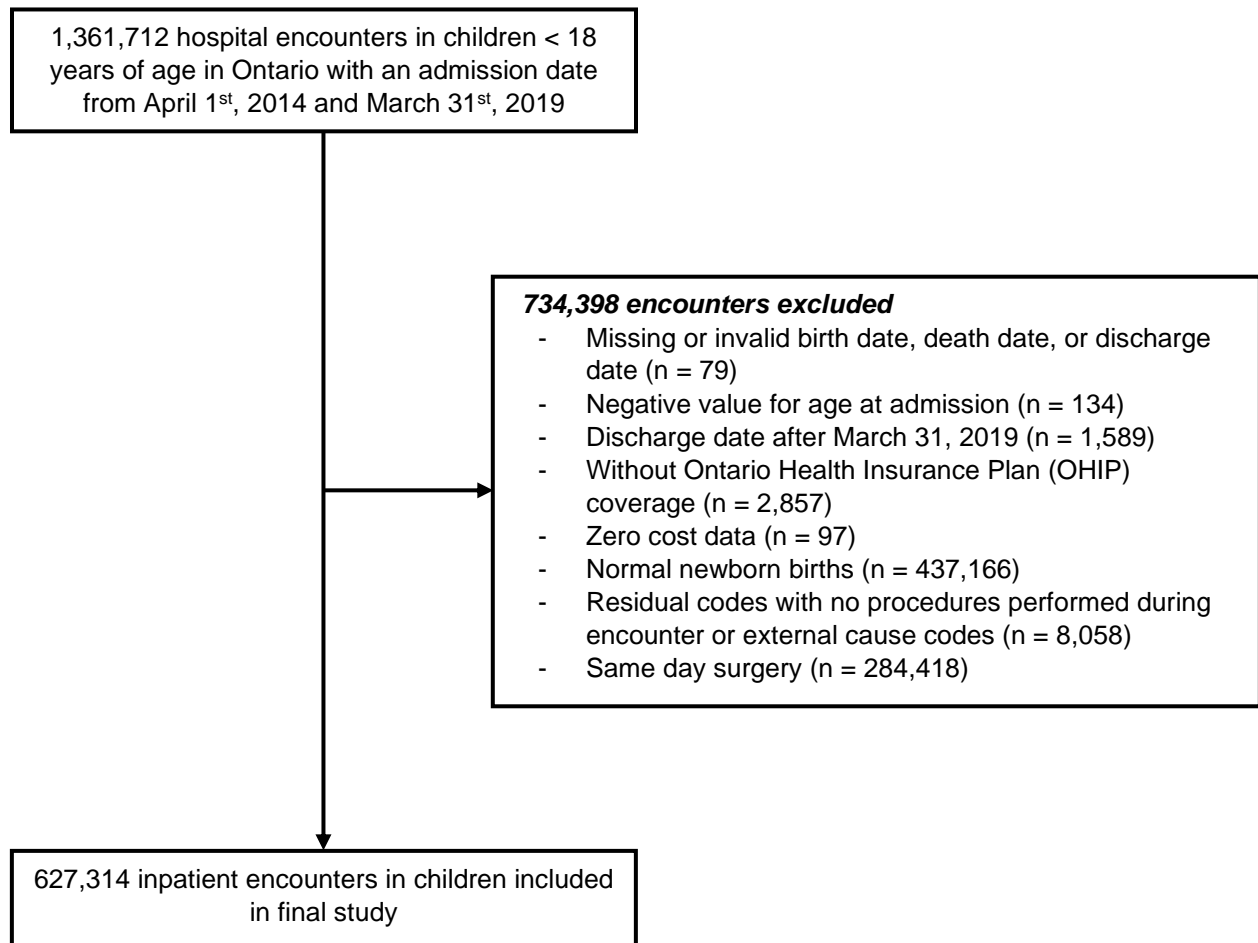 1,361,712 hospital encounters in children < 18
years of age in Ontario with an admission date
from April 1st, 2014 and March 31st, 2019
734,398 encounters excluded
- Missing or invalid birth date, death date, or discharge
date (n = 79)
- Negative value for age at admission (n = 134)
- Discharge date after March 31, 2019 (n = 1,589)
- Without Ontario Health Insurance Plan (OHIP)
coverage (n = 2,857)
- Zero cost data (n = 97)
- Normal newborn births (n = 437,166)
- Residual codes with no procedures performed during
encounter or external cause codes (n = 8,058)
- Same day surgery (n = 284,418)
627,314 inpatient encounters in children included
in final study